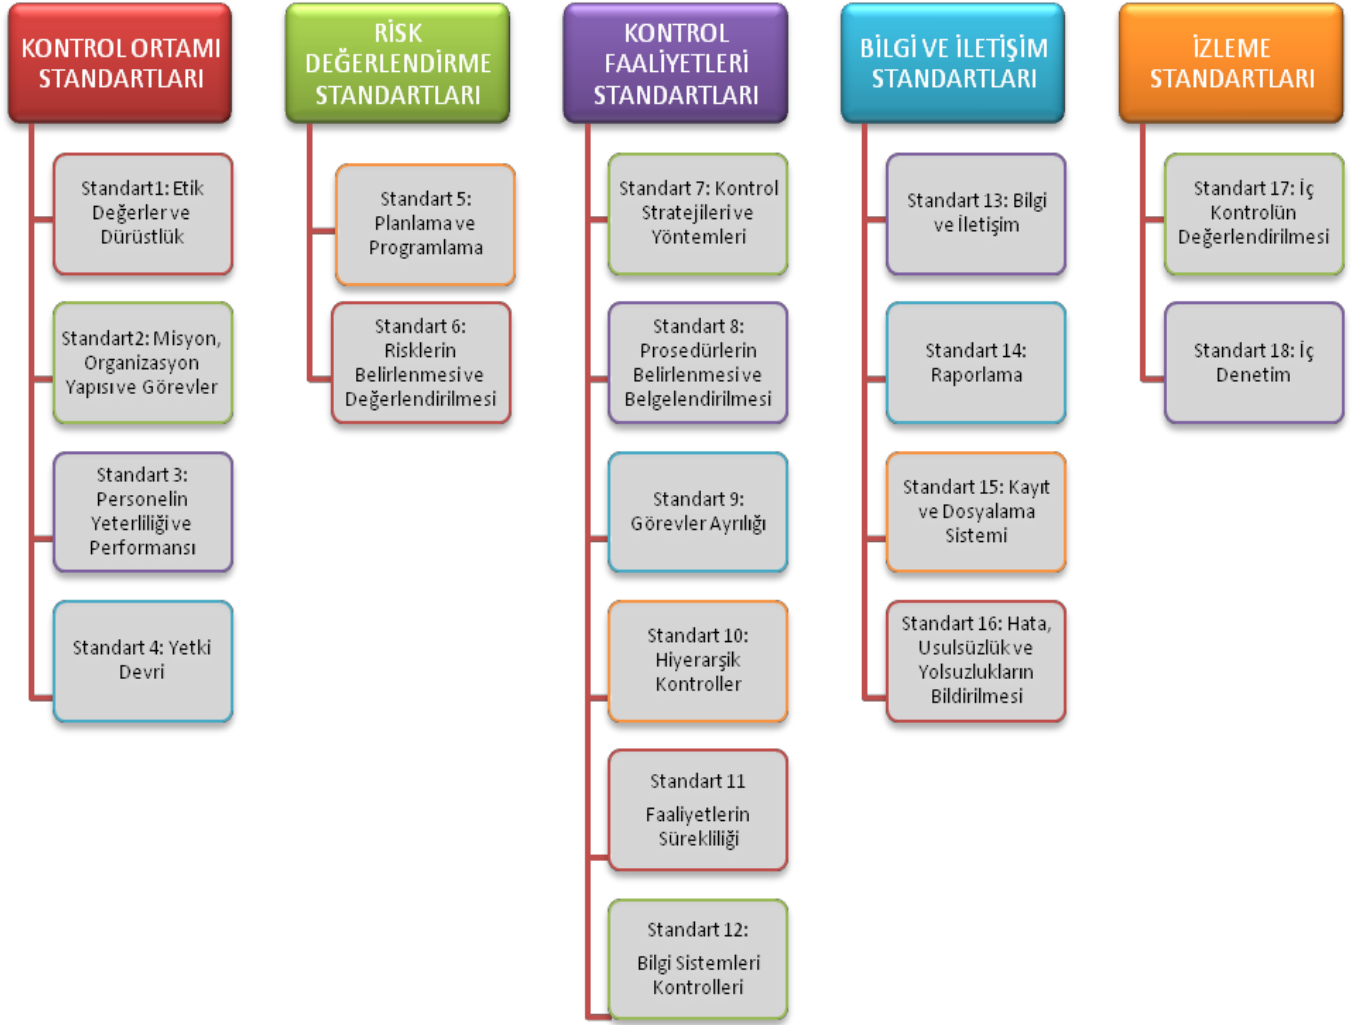 KONTROL ORTAMI
STANDARTLARI
Standart1: Etik
Değerler ve
Dürüstlük
Standart2: Misyon,
Organizasyon
Yapısı ve Görevler
Standart 3:
Personelin
Yeterliliği ve
Performansı
Standart 4: Yetki
Devri
RİSK
DEĞERLENDİRME
STANDARTLARI
Standart 5:
Planlama ve
Programlama
Standart 6:
Risklerin
Belirlenmesi ve
Değerlendirilmesi
KONTROL
FAALİYETLERİ
STANDARTLARI
Standart 7: Kontrol
Stratejileri ve
Yöntemleri
Standart 8:
Prosedürlerin
Belirlenmesi ve
Belgelendirilmesi
Standart 9:
Görevler Ayrılığı
Standart 10:
Hiyerarşik
Kontroller
Standart 11
Faaliyetlerin
Sürekliliği
Standart 12:
Bilgi Sistemleri
Kontrolleri
BİLGİ VE İLETİŞİM
STANDARTLARI
Standart 13: Bilgi
ve İletişim
Standart 14:
Raporlama
Standart 15: Kayıt
ve Dosyalama
Sistemi
Standart 16: Hata,
Usulsüzlük ve
Yolsuzlukların
Bildirilmesi
İZLEME
STANDARTLARI
Standart 17: İç
Kontrolün
Değerlendirilmesi
Standart 18: İç
Denetim